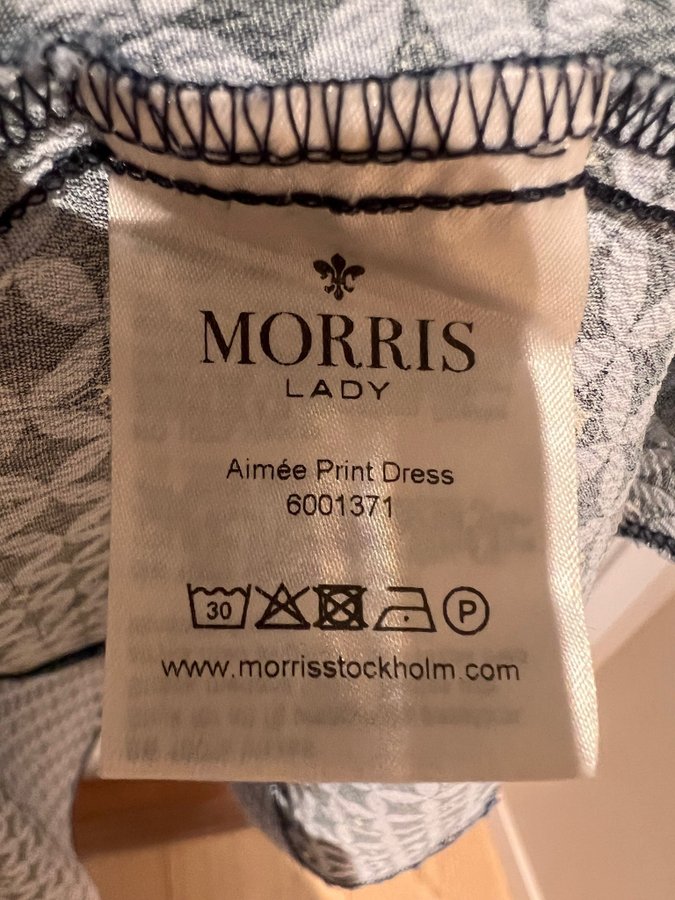 MORRIS
LADY
Aimée Print Dress
6001371
30 P
www.morrisstockholm.com